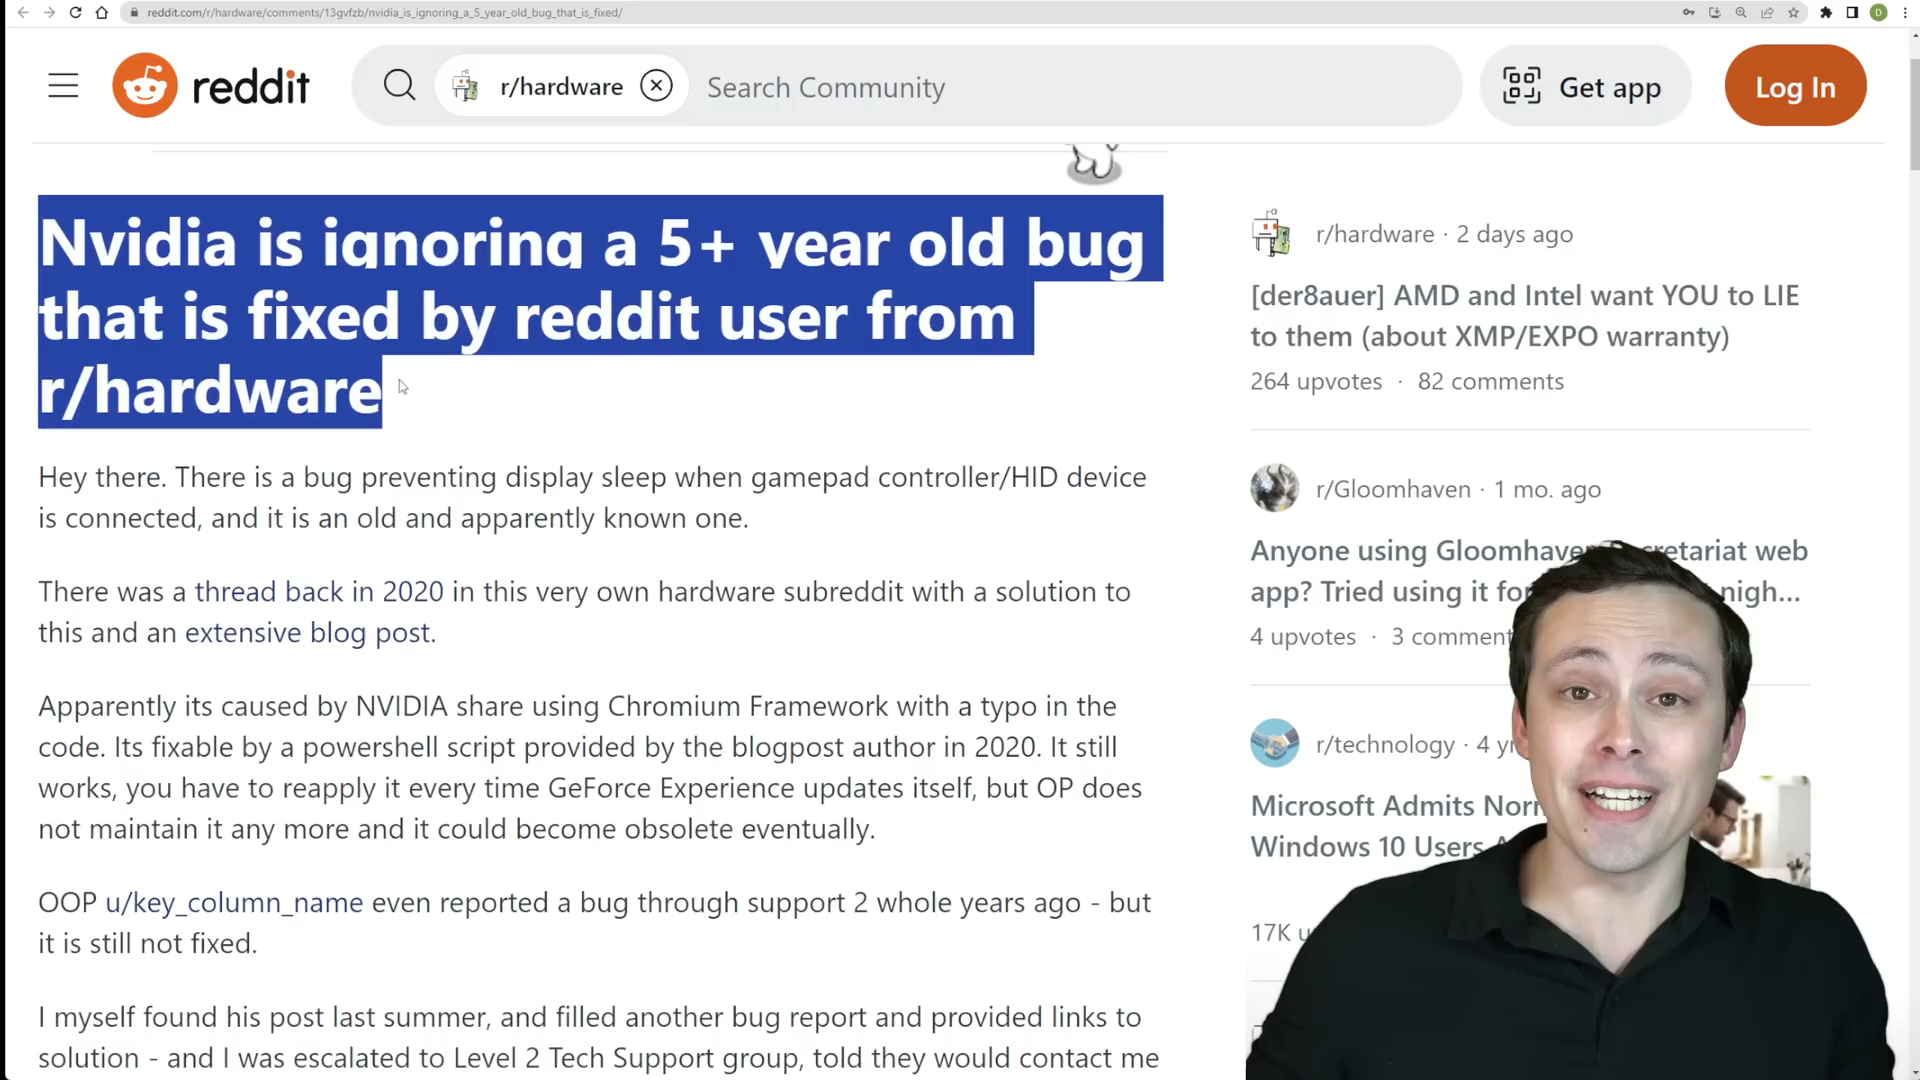 reddit.com/r/hardware/comments/13gvfzb/nvidia_is_ignoring_a_5_year_old_bug_that_is_fixed/
D
reddit
r/hardware
Search Community
Get app
Log In
Nvidia is ignoring a 5+ year old bug
that is fixed by reddit user from
r/hardware
Hey there. There is a bug preventing display sleep when gamepad controller/HID device
is connected, and it is an old and apparently known one.
There was a thread back in 2020 in this very own hardware subreddit with a solution to
this and an extensive blog post.
Apparently its caused by NVIDIA share using Chromium Framework with a typo in the
code. Its fixable by a powershell script provided by the blogpost author in 2020. It still
works, you have to reapply it every time GeForce Experience updates itself, but OP does
not maintain it any more and it could become obsolete eventually.
OOP u/key_column_name even reported a bug through support 2 whole years ago - but
it is still not fixed.
I myself found his post last summer, and filled another bug report and provided links to
solution - and I was escalated to Level 2 Tech Support group, told they would contact me
r/hardware · 2 days ago
[der8auer] AMD and Intel want YOU to LIE
to them (about XMP/EXPO warranty)
264 upvotes · 82 comments
r/Gloomhaven · 1 mo. ago
Anyone using Gloomhaven Secretariat web
app? Tried using it for nigh...
4 upvotes · 3 comment
r/technology · 4 y
Microsoft Admits Nor
Windows 10 Users
17K u